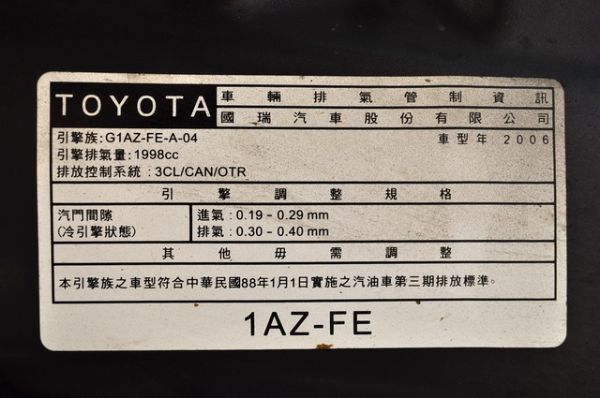 TOYOTA
車輛排氣管制資訊
國瑞汽車股份有限公司
引擎族:G1AZ-FE-A-04 車型年:2006
引擎排氣量:1998cc
排放控制系統:3CL/CAN/OTR
引擎調整規格
汽門間隙 進氣:0.19-0.29 mm
(冷引擎狀態) 排氣:0.30-0.40 mm
其他毋需調整
本引擎族之車型符合中華民國88年1月1日實施之汽油車第三期排放標準。
1AZ-FE